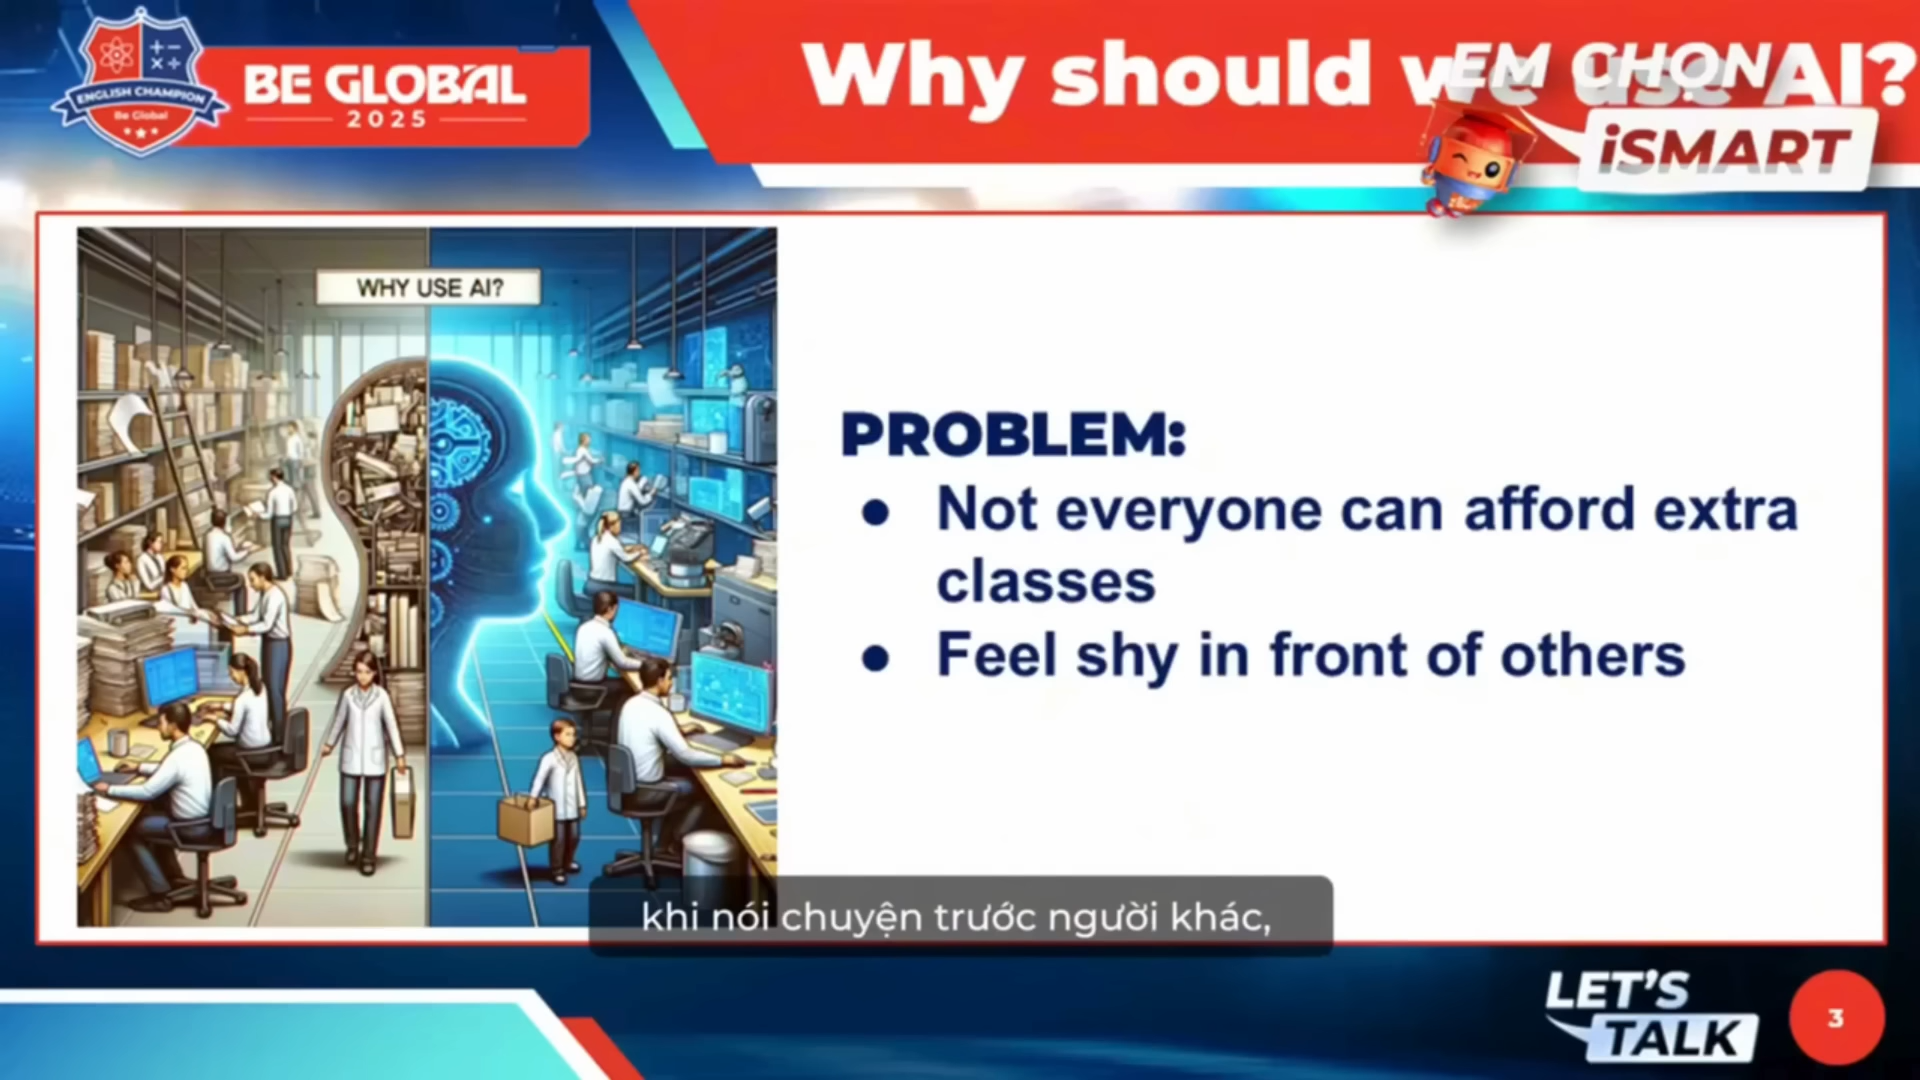 ENGLISH CHAMPION
Be Global
BE GLOBAL
2025
Why should we use AI?
EM CHỌN
iSMART
WHY USE AI?
PROBLEM:
● Not everyone can afford extra
classes
● Feel shy in front of others
khi nói chuyện trước người khác,
LET'S
TALK
3